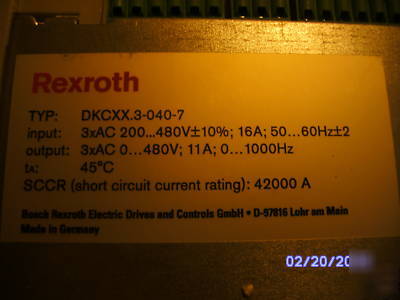 Rexroth
TYP: DKCXX.3-040-7
input: 3xAC 200...480V±10%; 16A; 50...60Hz±2
output: 3xAC 0...480V; 11A; 0...1000Hz
tA: 45°C
SCCR (short circuit current rating): 42000 A
Bosch Rexroth Electric Drives and Controls GmbH • D-97816 Lohr am Main
Made in Germany
02/20/20